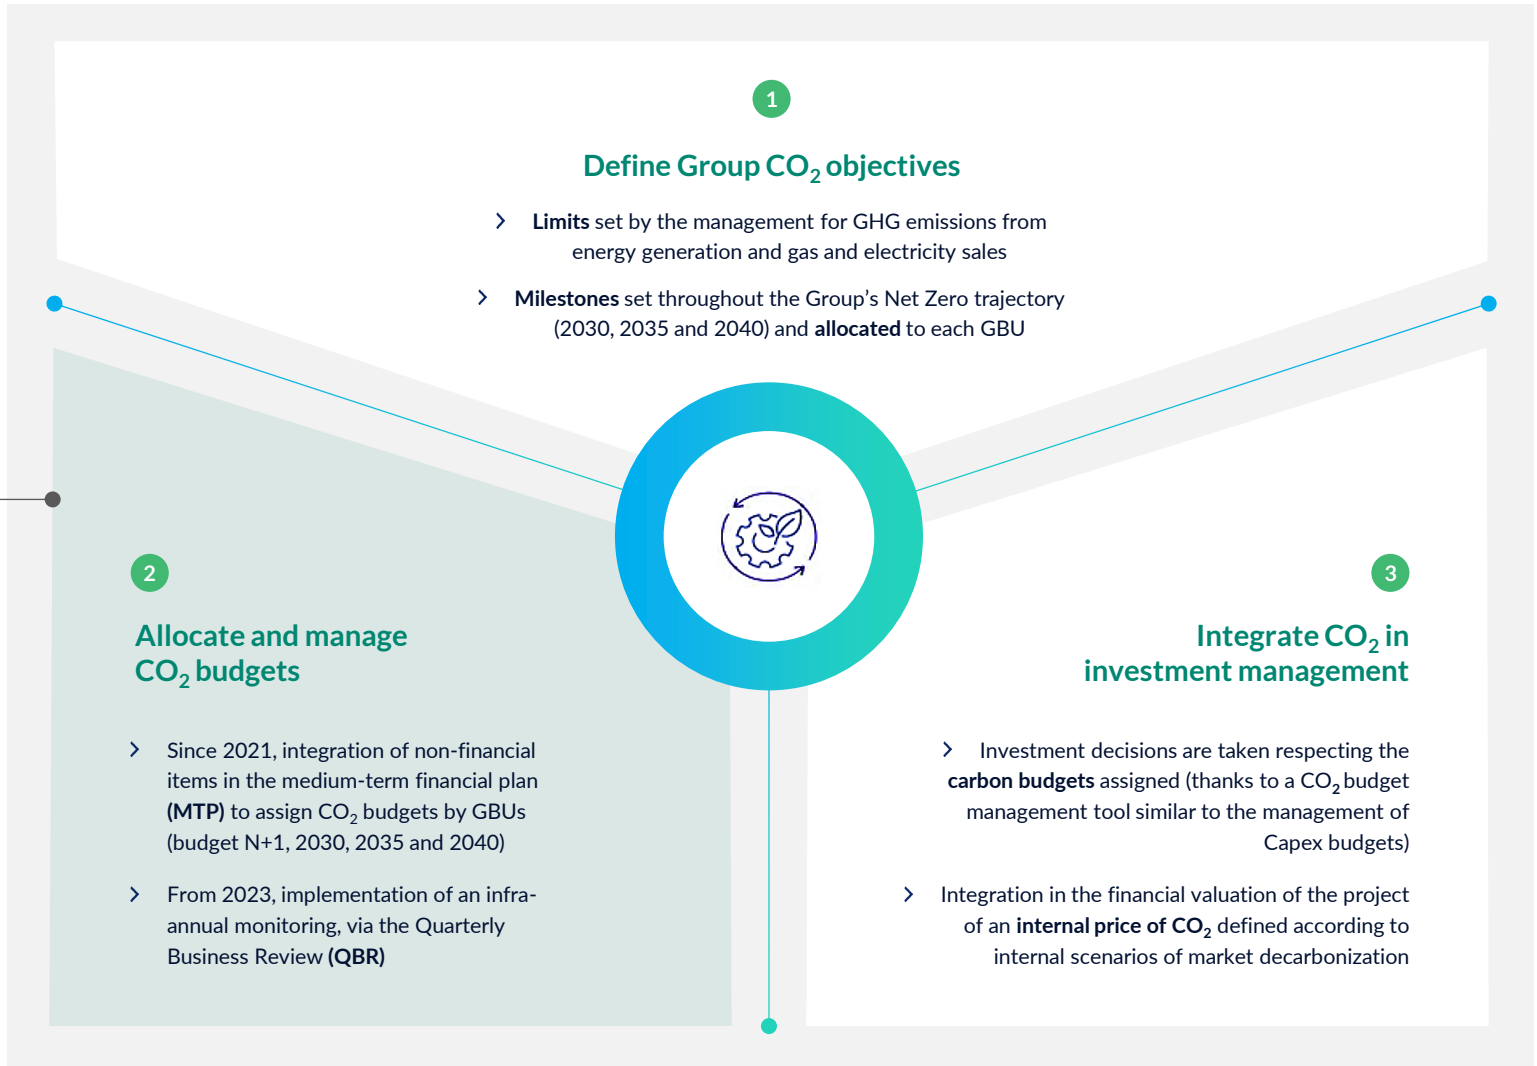 1
Define Group CO₂ objectives
Limits set by the management for GHG emissions from
energy generation and gas and electricity sales
Milestones set throughout the Group’s Net Zero trajectory
(2030, 2035 and 2040) and allocated to each GBU
2
Allocate and manage
CO₂ budgets
Since 2021, integration of non-financial
items in the medium-term financial plan
(MTP) to assign CO₂ budgets by GBUs
(budget N+1, 2030, 2035 and 2040)
From 2023, implementation of an infra-
annual monitoring, via the Quarterly
Business Review (QBR)
3
Integrate CO₂ in
investment management
Investment decisions are taken respecting the
carbon budgets assigned (thanks to a CO₂ budget
management tool similar to the management of
Capex budgets)
Integration in the financial valuation of the project
of an internal price of CO₂ defined according to
internal scenarios of market decarbonization